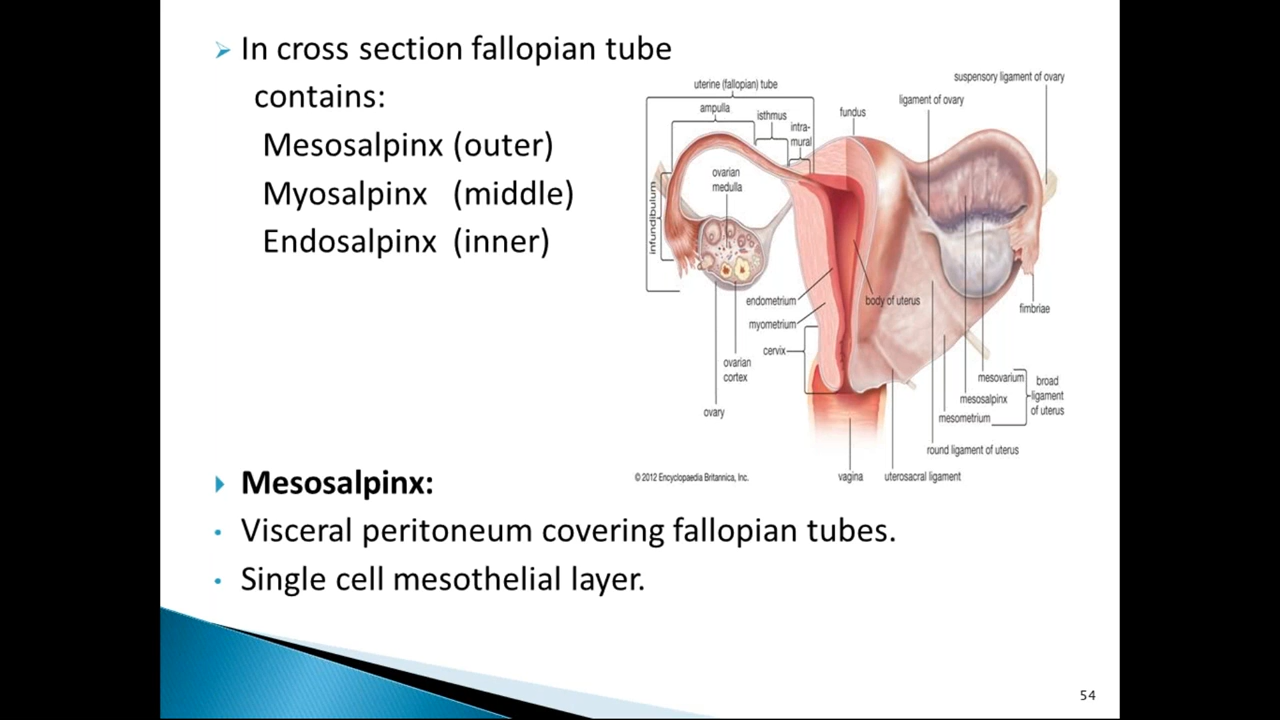 In cross section fallopian tube
contains:
Mesosalpinx (outer)
Myosalpinx (middle)
Endosalpinx (inner)
suspensory ligament of ovary
uterine (fallopian) tube
ligament of ovary
ampulla
isthmus
fundus
intra-
mural
ovarian
medulla
infundibulum
endometrium
body of uterus
fimbriae
myometrium
cervix
ovarian
cortex
mesovarium
broad
ligament
of uterus
mesosalpinx
ovary
mesometrium
round ligament of uterus
© 2012 Encyclopaedia Britannica, Inc.
vagina
uterosacral ligament
Mesosalpinx:
• Visceral peritoneum covering fallopian tubes.
• Single cell mesothelial layer.
54